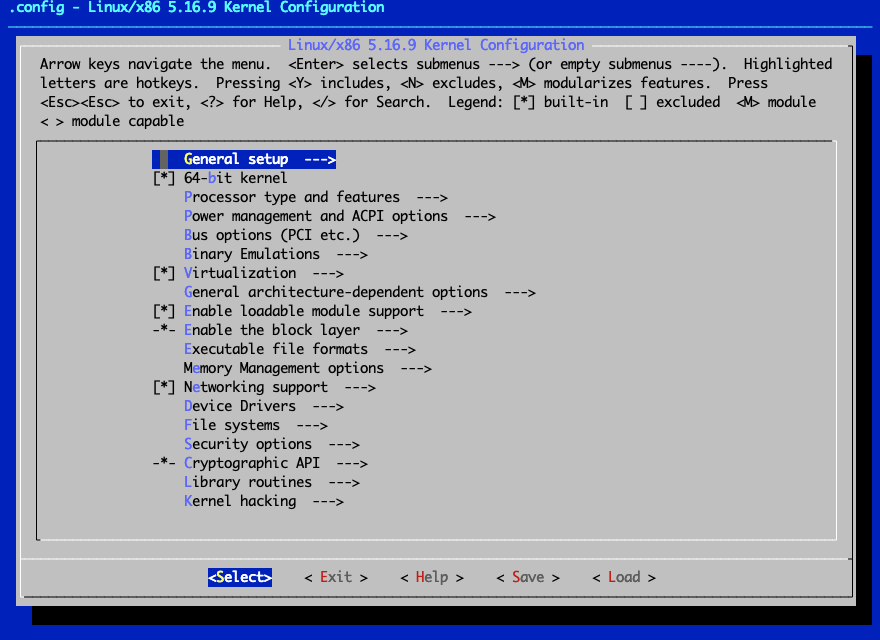 .config - Linux/x86 5.16.9 Kernel Configuration
Linux/x86 5.16.9 Kernel Configuration
Arrow keys navigate the menu.  <Enter> selects submenus ---> (or empty submenus ----).  Highlighted
letters are hotkeys.  Pressing <Y> includes, <N> excludes, <M> modularizes features.  Press
<Esc><Esc> to exit, <?> for Help, </> for Search.  Legend: [*] built-in  [ ] excluded  <M> module
< > module capable
General setup  --->
[*] 64-bit kernel
Processor type and features  --->
Power management and ACPI options  --->
Bus options (PCI etc.)  --->
Binary Emulations  --->
[*] Virtualization  --->
General architecture-dependent options  --->
[*] Enable loadable module support  --->
-*- Enable the block layer  --->
Executable file formats  --->
Memory Management options  --->
[*] Networking support  --->
Device Drivers  --->
File systems  --->
Security options  --->
-*- Cryptographic API  --->
Library routines  --->
Kernel hacking  --->
<Select>    < Exit >    < Help >    < Save >    < Load >